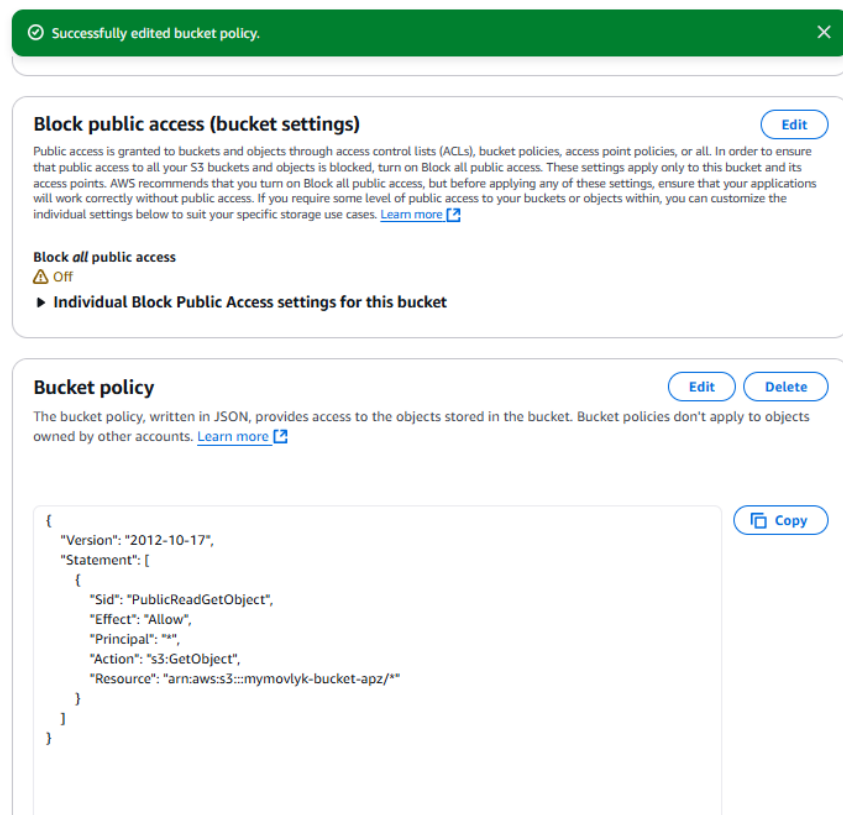 Successfully edited bucket policy.
Block public access (bucket settings)
Edit
Public access is granted to buckets and objects through access control lists (ACLs), bucket policies, access point policies, or all. In order to ensure
that public access to all your S3 buckets and objects is blocked, turn on Block all public access. These settings apply only to this bucket and its
access points. AWS recommends that you turn on Block all public access, but before applying any of these settings, ensure that your applications
will work correctly without public access. If you require some level of public access to your buckets or objects within, you can customize the
individual settings below to suit your specific storage use cases. Learn more
Block all public access
Off
Individual Block Public Access settings for this bucket
Bucket policy
Edit
Delete
The bucket policy, written in JSON, provides access to the objects stored in the bucket. Bucket policies don't apply to objects
owned by other accounts. Learn more
Copy
{
"Version": "2012-10-17",
"Statement": [
{
"Sid": "PublicReadGetObject",
"Effect": "Allow",
"Principal": "*",
"Action": "s3:GetObject",
"Resource": "arn:aws:s3:::mymovlyk-bucket-apz/*"
}
]
}